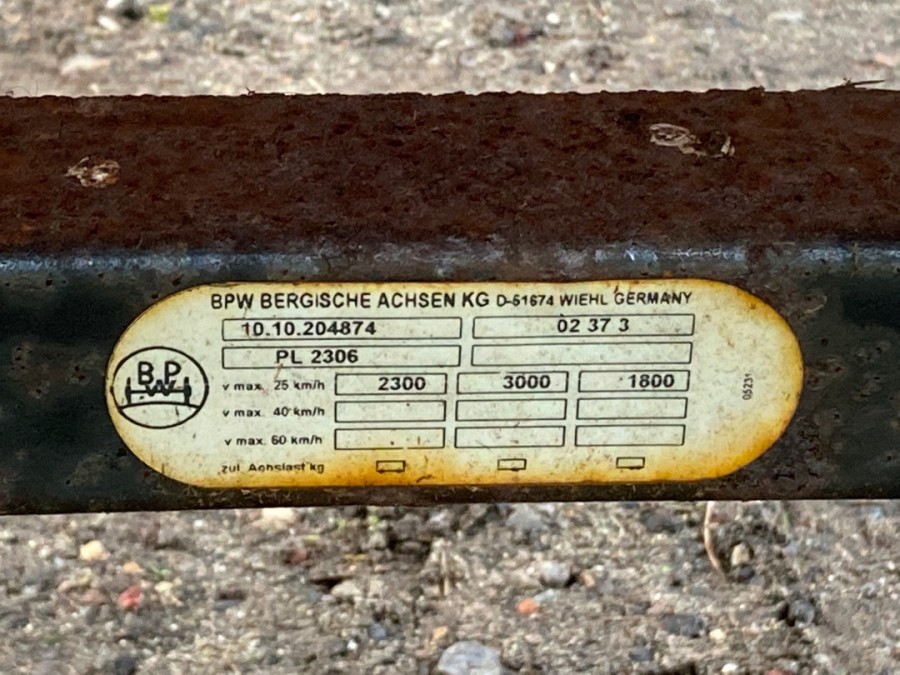 BPW BERGISCHE ACHSEN KG D-51674 WIEHL GERMANY
10.10.204874 02 37 3
PL 2306
BPW
v max. 25 km/h 2300 3000 1800
v max. 40 km/h
v max. 60 km/h
zul. Achslast kg
05231